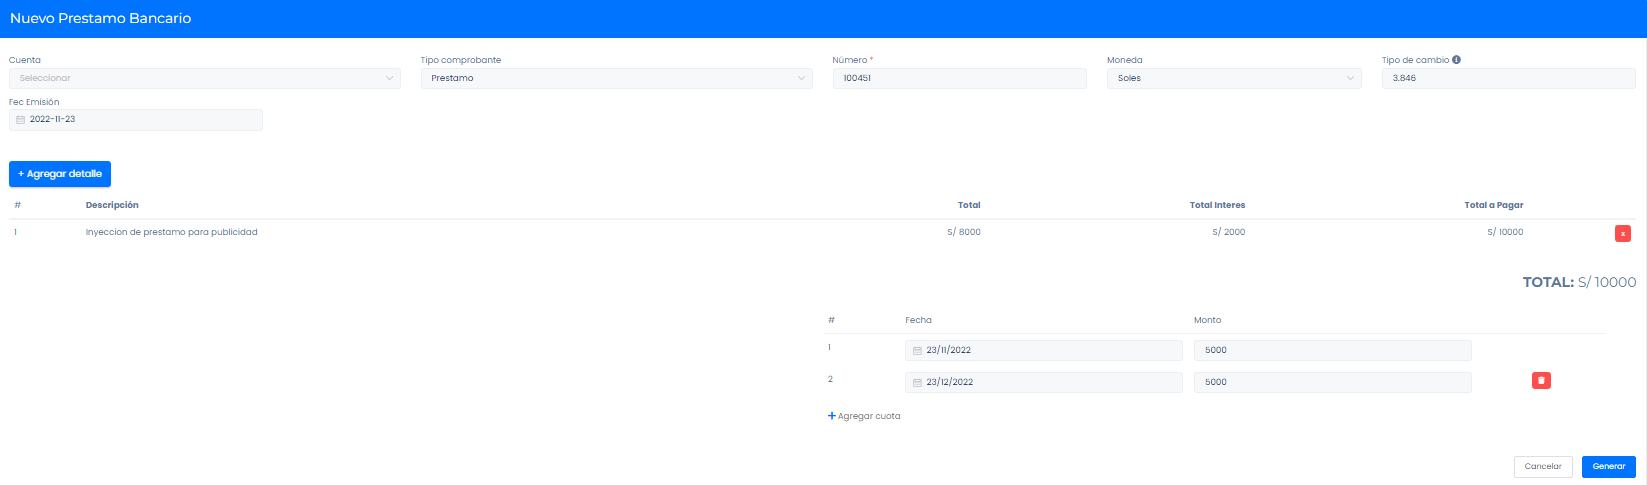 Nuevo Prestamo Bancario
Cuenta Tipo comprobante Número * Moneda Tipo de cambio
Seleccionar Prestamo 100451 Soles 3.846
Fec Emisión
2022-11-23
+ Agregar detalle
# Descripción Total Total Interes Total a Pagar
1 Inyeccion de prestamo para publicidad S/ 8000 S/ 2000 S/ 10000 x
TOTAL: S/ 10000
# Fecha Monto
1 23/11/2022 5000
2 23/12/2022 5000
+ Agregar cuota
Cancelar Generar